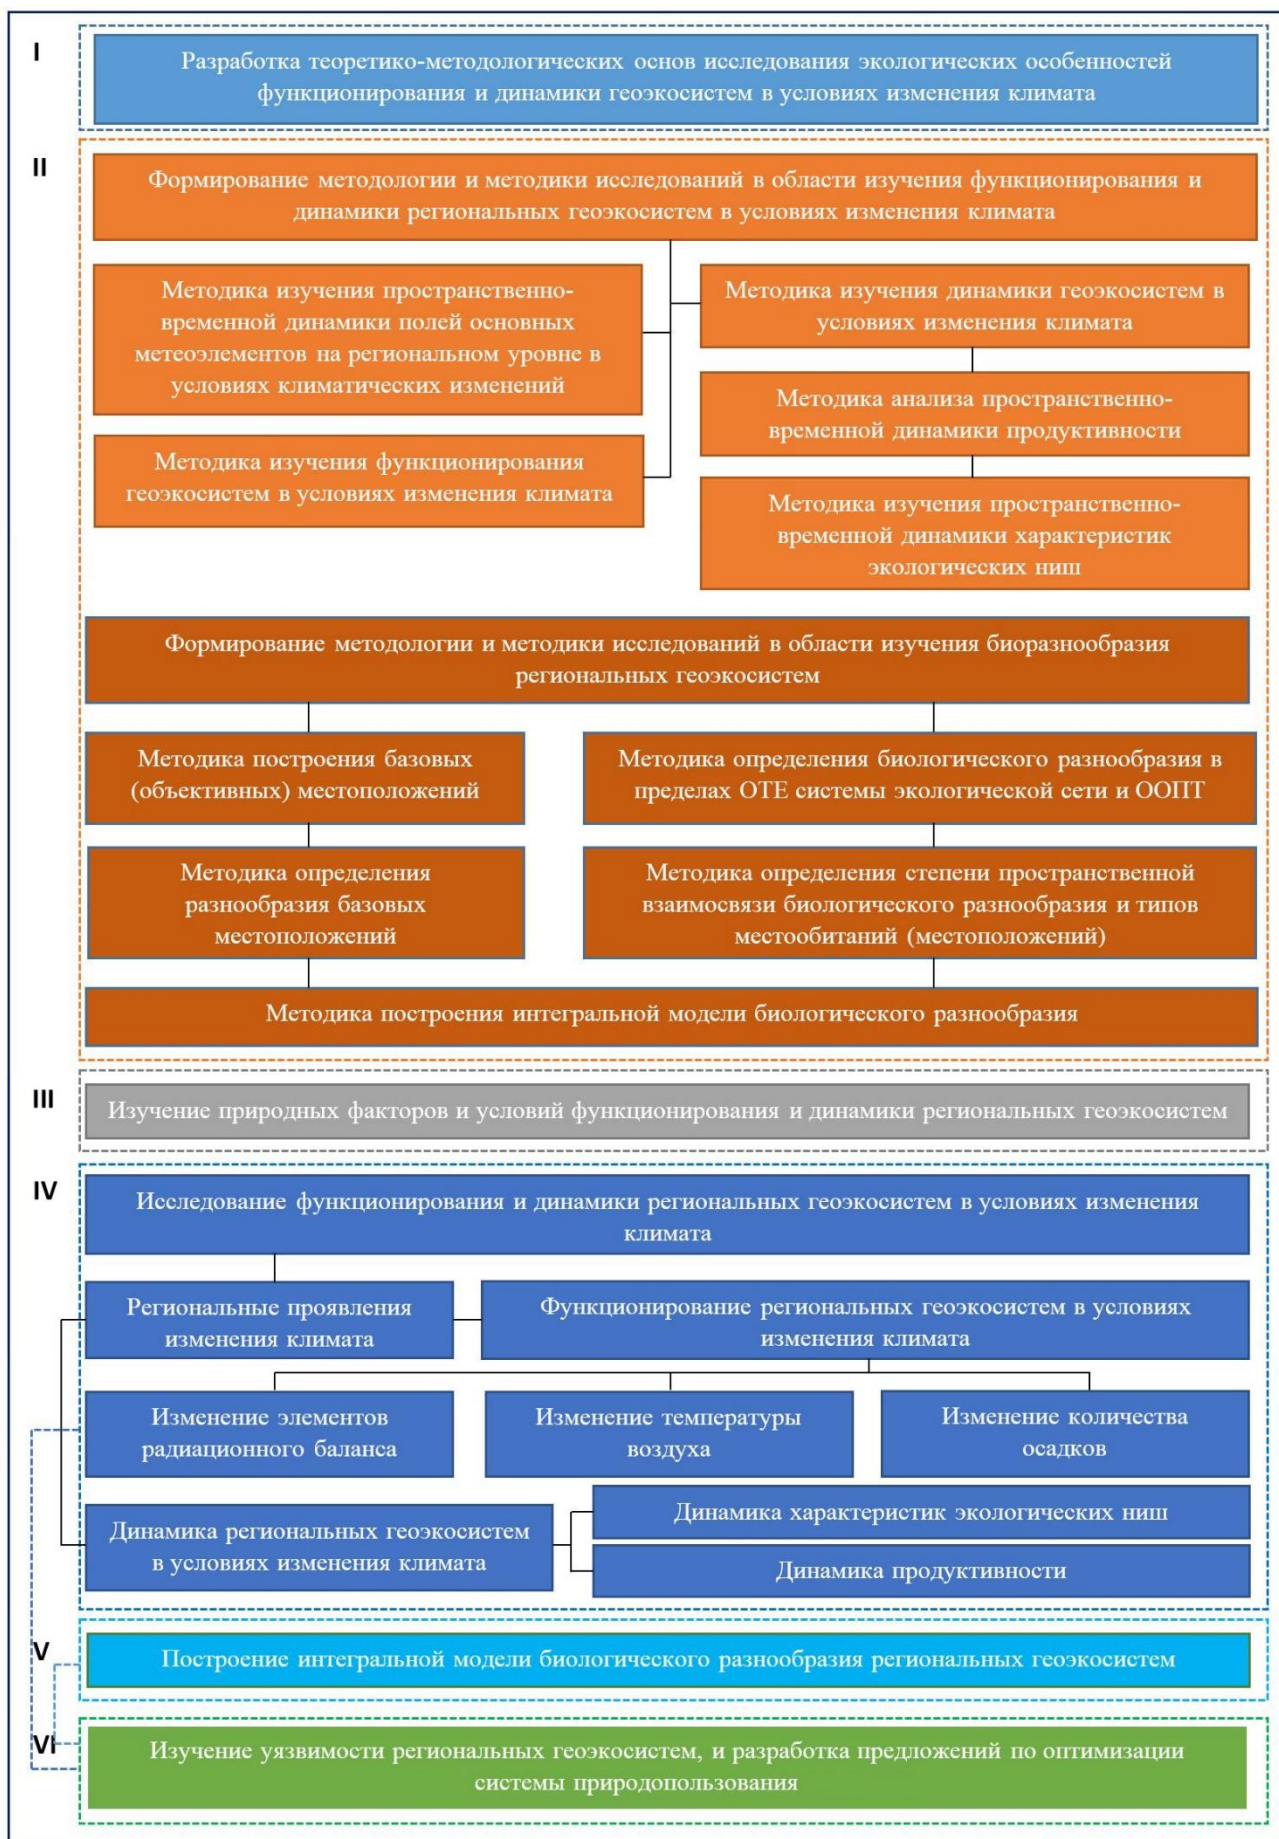 I
Разработка теоретико-методологических основ исследования экологических особенностей
функционирования и динамики геоэкосистем в условиях изменения климата
II
Формирование методологии и методики исследований в области изучения функционирования и
динамики региональных геоэкосистем в условиях изменения климата
Методика изучения пространственно-
временной динамики полей основных
метеоэлементов на региональном уровне в
условиях климатических изменений
Методика изучения динамики геоэкосистем в
условиях изменения климата
Методика анализа пространственно-
временной динамики продуктивности
Методика изучения функционирования
геоэкосистем в условиях изменения климата
Методика изучения пространственно-
временной динамики характеристик
экологических ниш
Формирование методологии и методики исследований в области изучения биоразнообразия
региональных геоэкосистем
Методика построения базовых
(объективных) местоположений
Методика определения биологического разнообразия в
пределах ОТЕ системы экологической сети и ООПТ
Методика определения
разнообразия базовых
местоположений
Методика определения степени пространственной
взаимосвязи биологического разнообразия и типов
местообитаний (местоположений)
Методика построения интегральной модели биологического разнообразия
III
Изучение природных факторов и условий функционирования и динамики региональных геоэкосистем
IV
Исследование функционирования и динамики региональных геоэкосистем в условиях изменения
климата
Региональные проявления
изменения климата
Функционирование региональных геоэкосистем в условиях
изменения климата
Изменение элементов
радиационного баланса
Изменение температуры
воздуха
Изменение количества
осадков
Динамика региональных геоэкосистем
в условиях изменения климата
Динамика характеристик экологических ниш
Динамика продуктивности
V
Построение интегральной модели биологического разнообразия региональных геоэкосистем
VI
Изучение уязвимости региональных геоэкосистем, и разработка предложений по оптимизации
системы природопользования